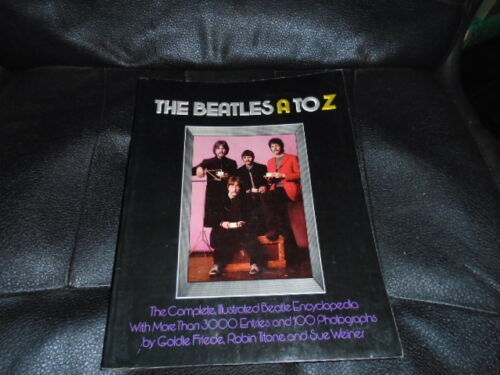 THE BEATLES A TO Z
The Complete, Illustrated Beatle Encyclopedia
With More Than 3000 Entries and 100 Photographs
by Goldie Friede, Robin Titone, and Sue Weiner